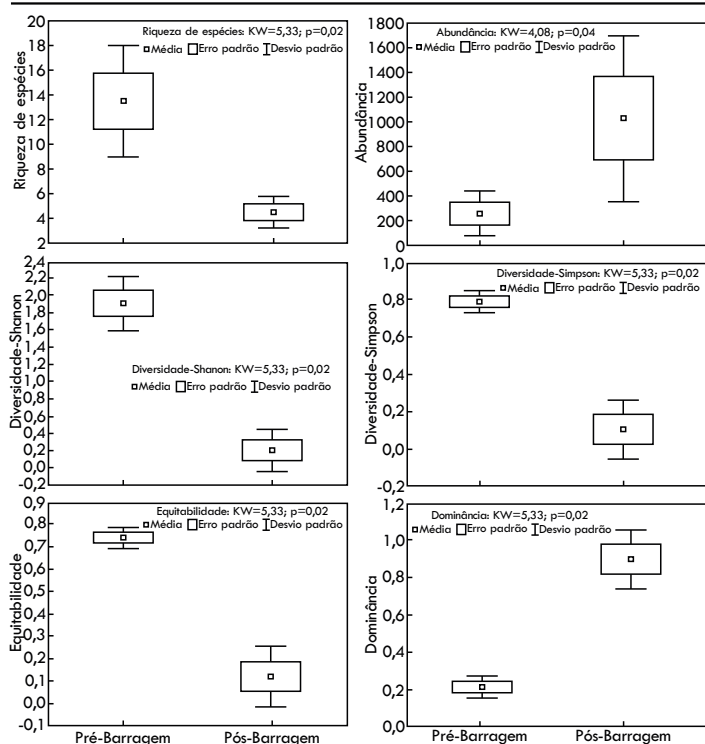 Riqueza de espécies: KW=5,33; p=0,02
Média Erro padrão Desvio padrão
Riqueza de espécies
20
18
16
14
12
10
8
6
4
2
Abundância: KW=4,08; p=0,04
Média Erro padrão Desvio padrão
Abundância
1800
1600
1400
1200
1000
800
600
400
200
0
Diversidade-Shanon: KW=5,33; p=0,02
Média Erro padrão Desvio padrão
Diversidade-Shanon
2,4
2,2
2,0
1,8
1,6
1,4
1,2
1,0
0,8
0,6
0,4
0,2
0,0
-0,2
Diversidade-Simpson: KW=5,33; p=0,02
Média Erro padrão Desvio padrão
Diversidade-Simpson
1,0
0,8
0,6
0,4
0,2
0,0
-0,2
Equitabilidade: KW=5,33; p=0,02
Média Erro padrão Desvio padrão
Equitabilidade
0,9
0,8
0,7
0,6
0,5
0,4
0,3
0,2
0,1
0,0
-0,1
Pré-Barragem Pós-Barragem
Dominância: KW=5,33; p=0,02
Média Erro padrão Desvio padrão
Dominância
1,2
1,0
0,8
0,6
0,4
0,2
0,0
Pré-Barragem Pós-Barragem